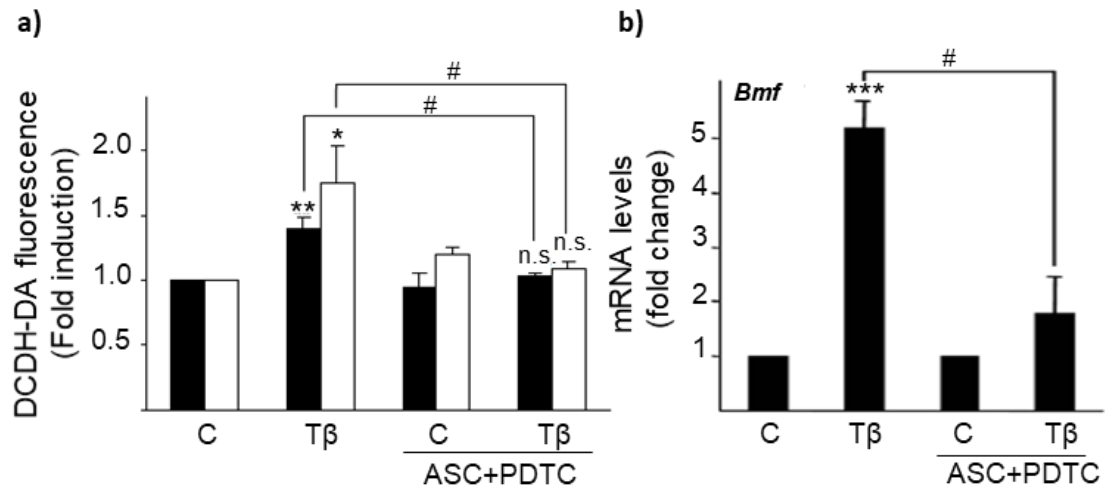 a)
DCDH-DA fluorescence
(Fold induction)
2.0
1.5
1.0
0.5
#
#
**
*
n.s.
n.s.
C
Tβ
C
Tβ
ASC+PDTC
b)
Bmf
mRNA levels
(fold change)
5
4
3
2
1
***
#
C
Tβ
C
Tβ
ASC+PDTC